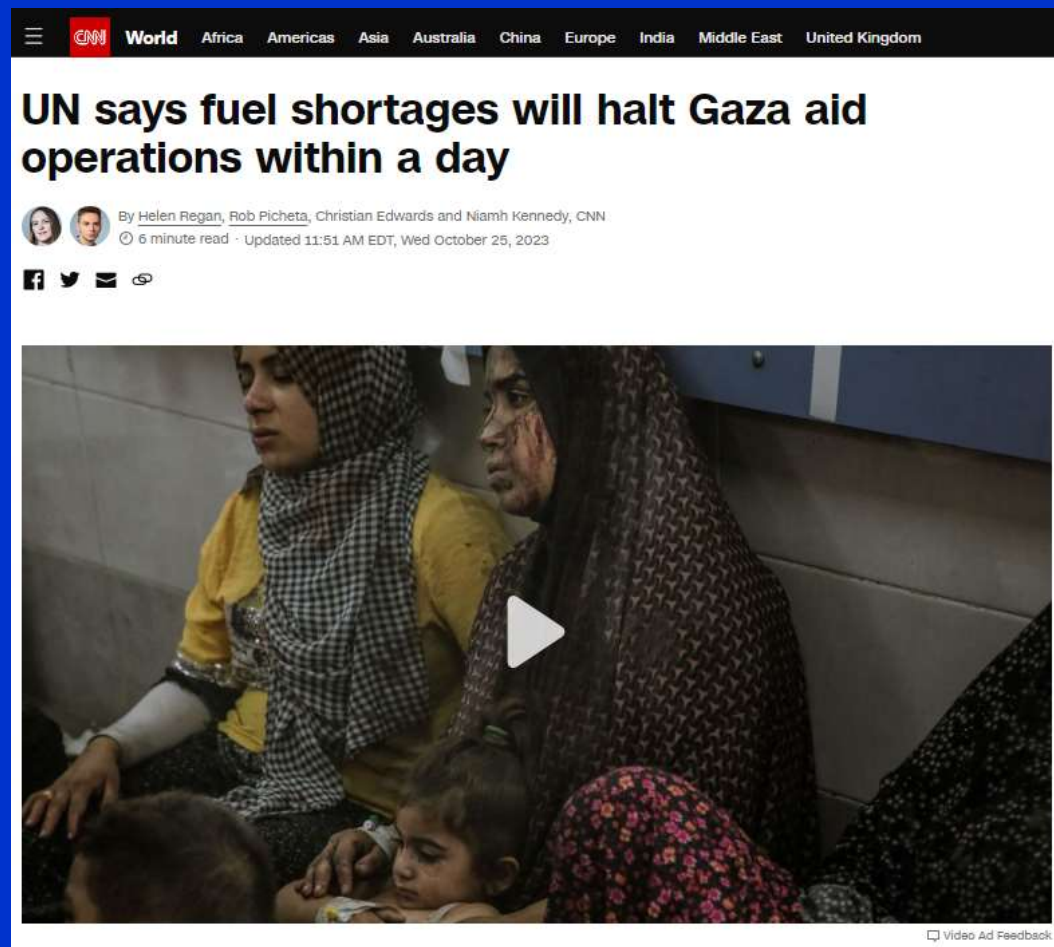 CNN World Africa Americas Asia Australia China Europe India Middle East United Kingdom
UN says fuel shortages will halt Gaza aid
operations within a day
By Helen Regan, Rob Picheta, Christian Edwards and Niamh Kennedy, CNN
6 minute read · Updated 11:51 AM EDT, Wed October 25, 2023
Video Ad Feedback